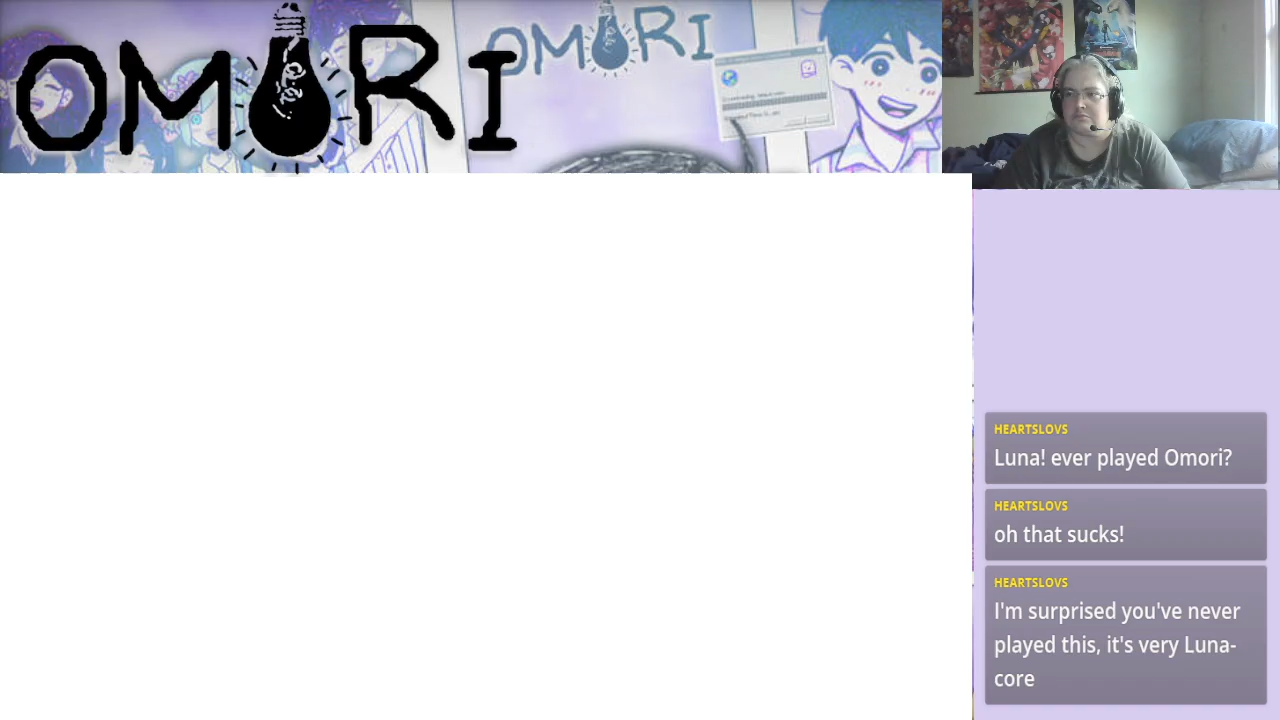 OMORI
OMORI
HEARTSLOVS
Luna! ever played Omori?
HEARTSLOVS
oh that sucks!
HEARTSLOVS
I'm surprised you've never
played this, it's very Luna-
core